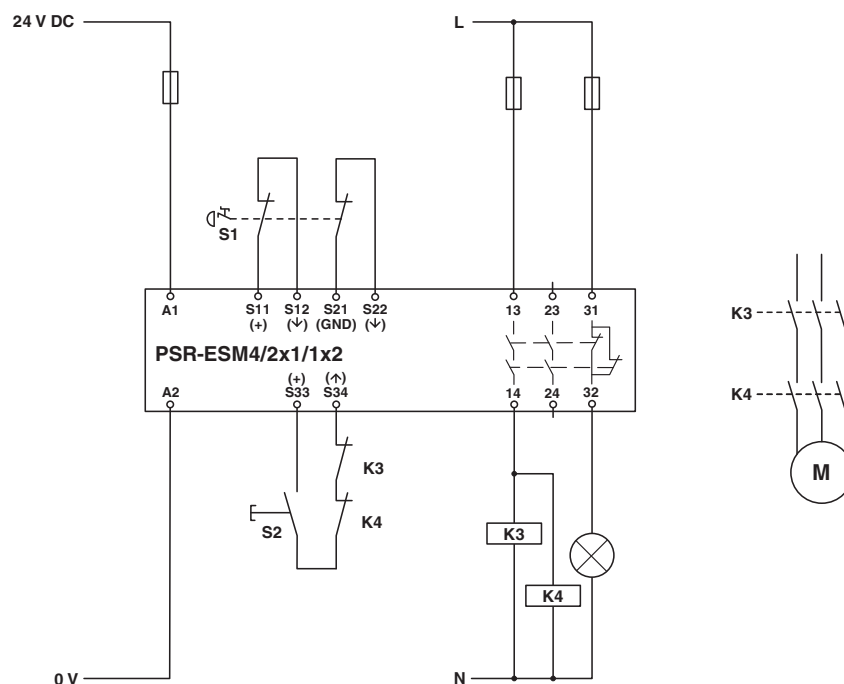 24 V DC
L
S1
A1 S11 S12 S21 S22 13 23 31
(+) (↓) (GND) (↓)
PSR-ESM4/2x1/1x2
(+) (↑)
A2 S33 S34 14 24 32
K3
K4
S2
K3
K4
0 V
N
K3
K4
M